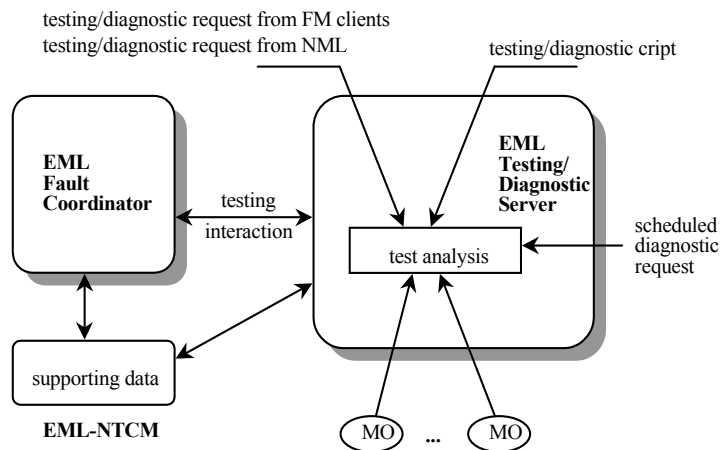 testing/diagnostic request from FM clients
testing/diagnostic request from NML
testing/diagnostic cript
EML
Fault
Coordinator
EML
Testing/
Diagnostic
Server
testing
interaction
test analysis
scheduled
diagnostic
request
supporting data
EML-NTCM
MO
...
MO